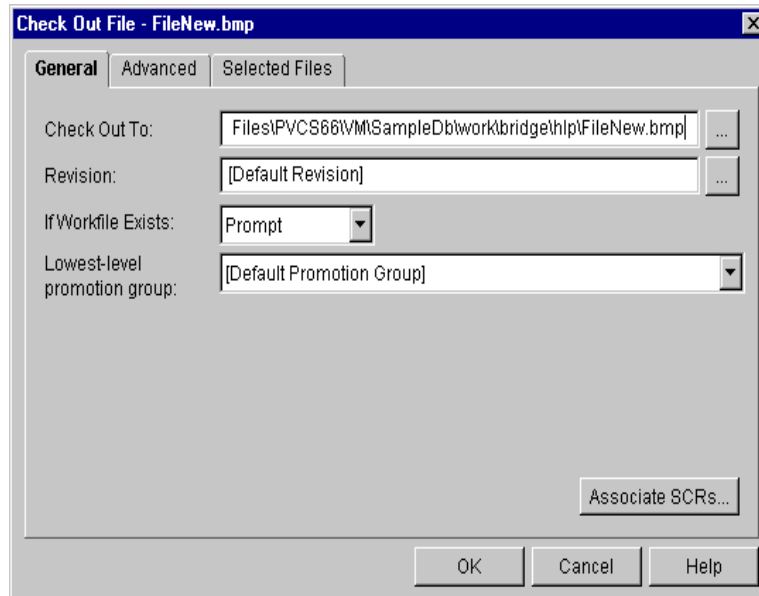 Check Out File - FileNew.bmp
General Advanced Selected Files
Check Out To: Files\PVCS66\VM\SampleDb\work\bridge\hlp\FileNew.bmp ...
Revision: [Default Revision] ...
If Workfile Exists: Prompt
Lowest-level
promotion group: [Default Promotion Group]
Associate SCRs...
OK Cancel Help